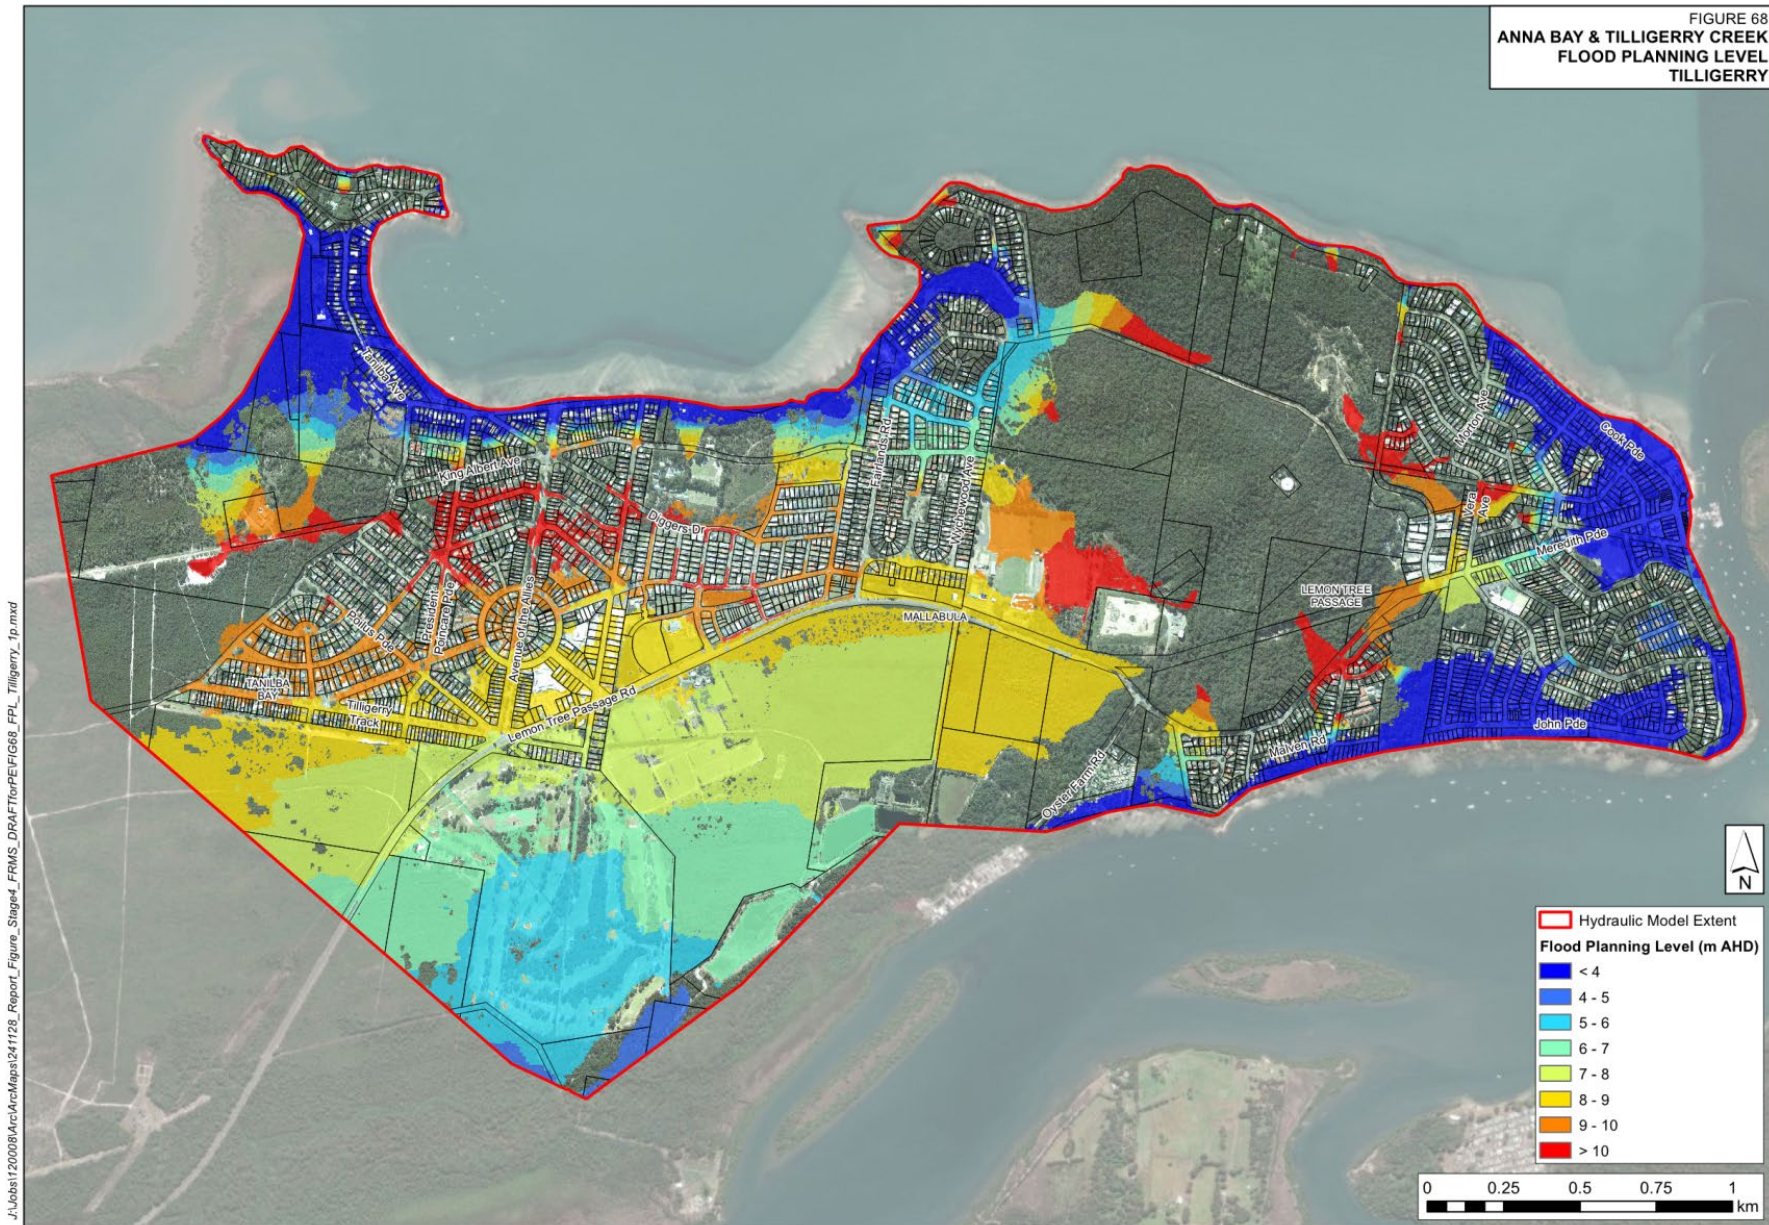 FIGURE 68
ANNA BAY & TILLIGERRY CREEK
FLOOD PLANNING LEVEL
TILLIGERRY
Tanilba Ave
King Albert Ave
Fairlands Rd
Wychewood Ave
Diggers Dr
President
Poincare Pde
Poilus Pde
Avenue of the Allies
TANILBA
BAY
Tilligerry
Track
Lemon Tree Passage Rd
MALLABULA
LEMON TREE
PASSAGE
Morton Ave
Cook Pde
Vera
Ave
Meredith Pde
John Pde
Malven Rd
Oyster Farm Rd
N
Hydraulic Model Extent
Flood Planning Level (m AHD)
< 4
4 - 5
5 - 6
6 - 7
7 - 8
8 - 9
9 - 10
> 10
0 0.25 0.5 0.75 1
km
J:\Jobs\120008\Arc\ArcMaps\241128_Report_Figure_Stage4_FRMS_DRAFTforPE\FIG68_FPL_Tilligerry_1p.mxd